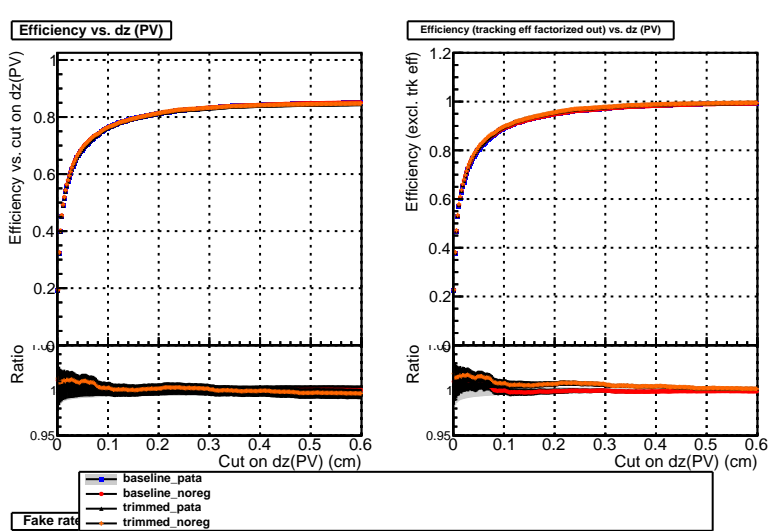 Efficiency vs. dz (PV)
Efficiency vs. cut on dz(PV)
1
0.8
0.6
0.4
0.2
0
Ratio
1
0.95
0 0.1 0.2 0.3 0.4 0.5 0.6
Cut on dz(PV) (cm)
Efficiency (tracking eff factorized out) vs. dz (PV)
Efficiency (excl. trk eff)
1.2
1
0.8
0.6
0.4
0.2
0
Ratio
1
0.95
0 0.1 0.2 0.3 0.4 0.5 0.6
Cut on dz(PV) (cm)
baseline_pata
baseline_noreg
trimmed_pata
trimmed_noreg
Fake rate